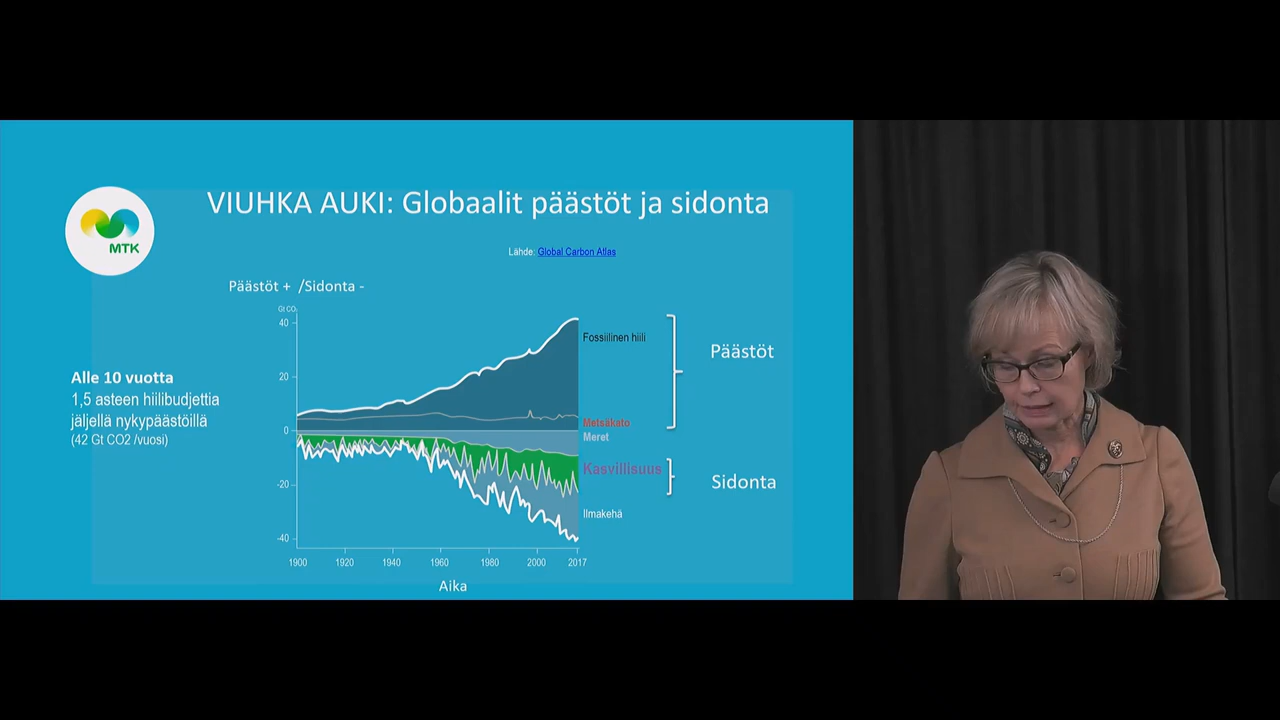 VIUHKA AUKI: Globaalit päästöt ja sidonta
MTK
Lähde: Global Carbon Atlas
Päästöt + /Sidonta -
Gt CO₂
40
20
0
-20
-40
1900
1920
1940
1960
1980
2000
2017
Aika
Alle 10 vuotta
1,5 asteen hiilibudjettia
jäljellä nykypäästöillä
(42 Gt CO2 /vuosi)
Fossiilinen hiili
Metsäkato
Meret
Kasvillisuus
Ilmakehä
Päästöt
Sidonta